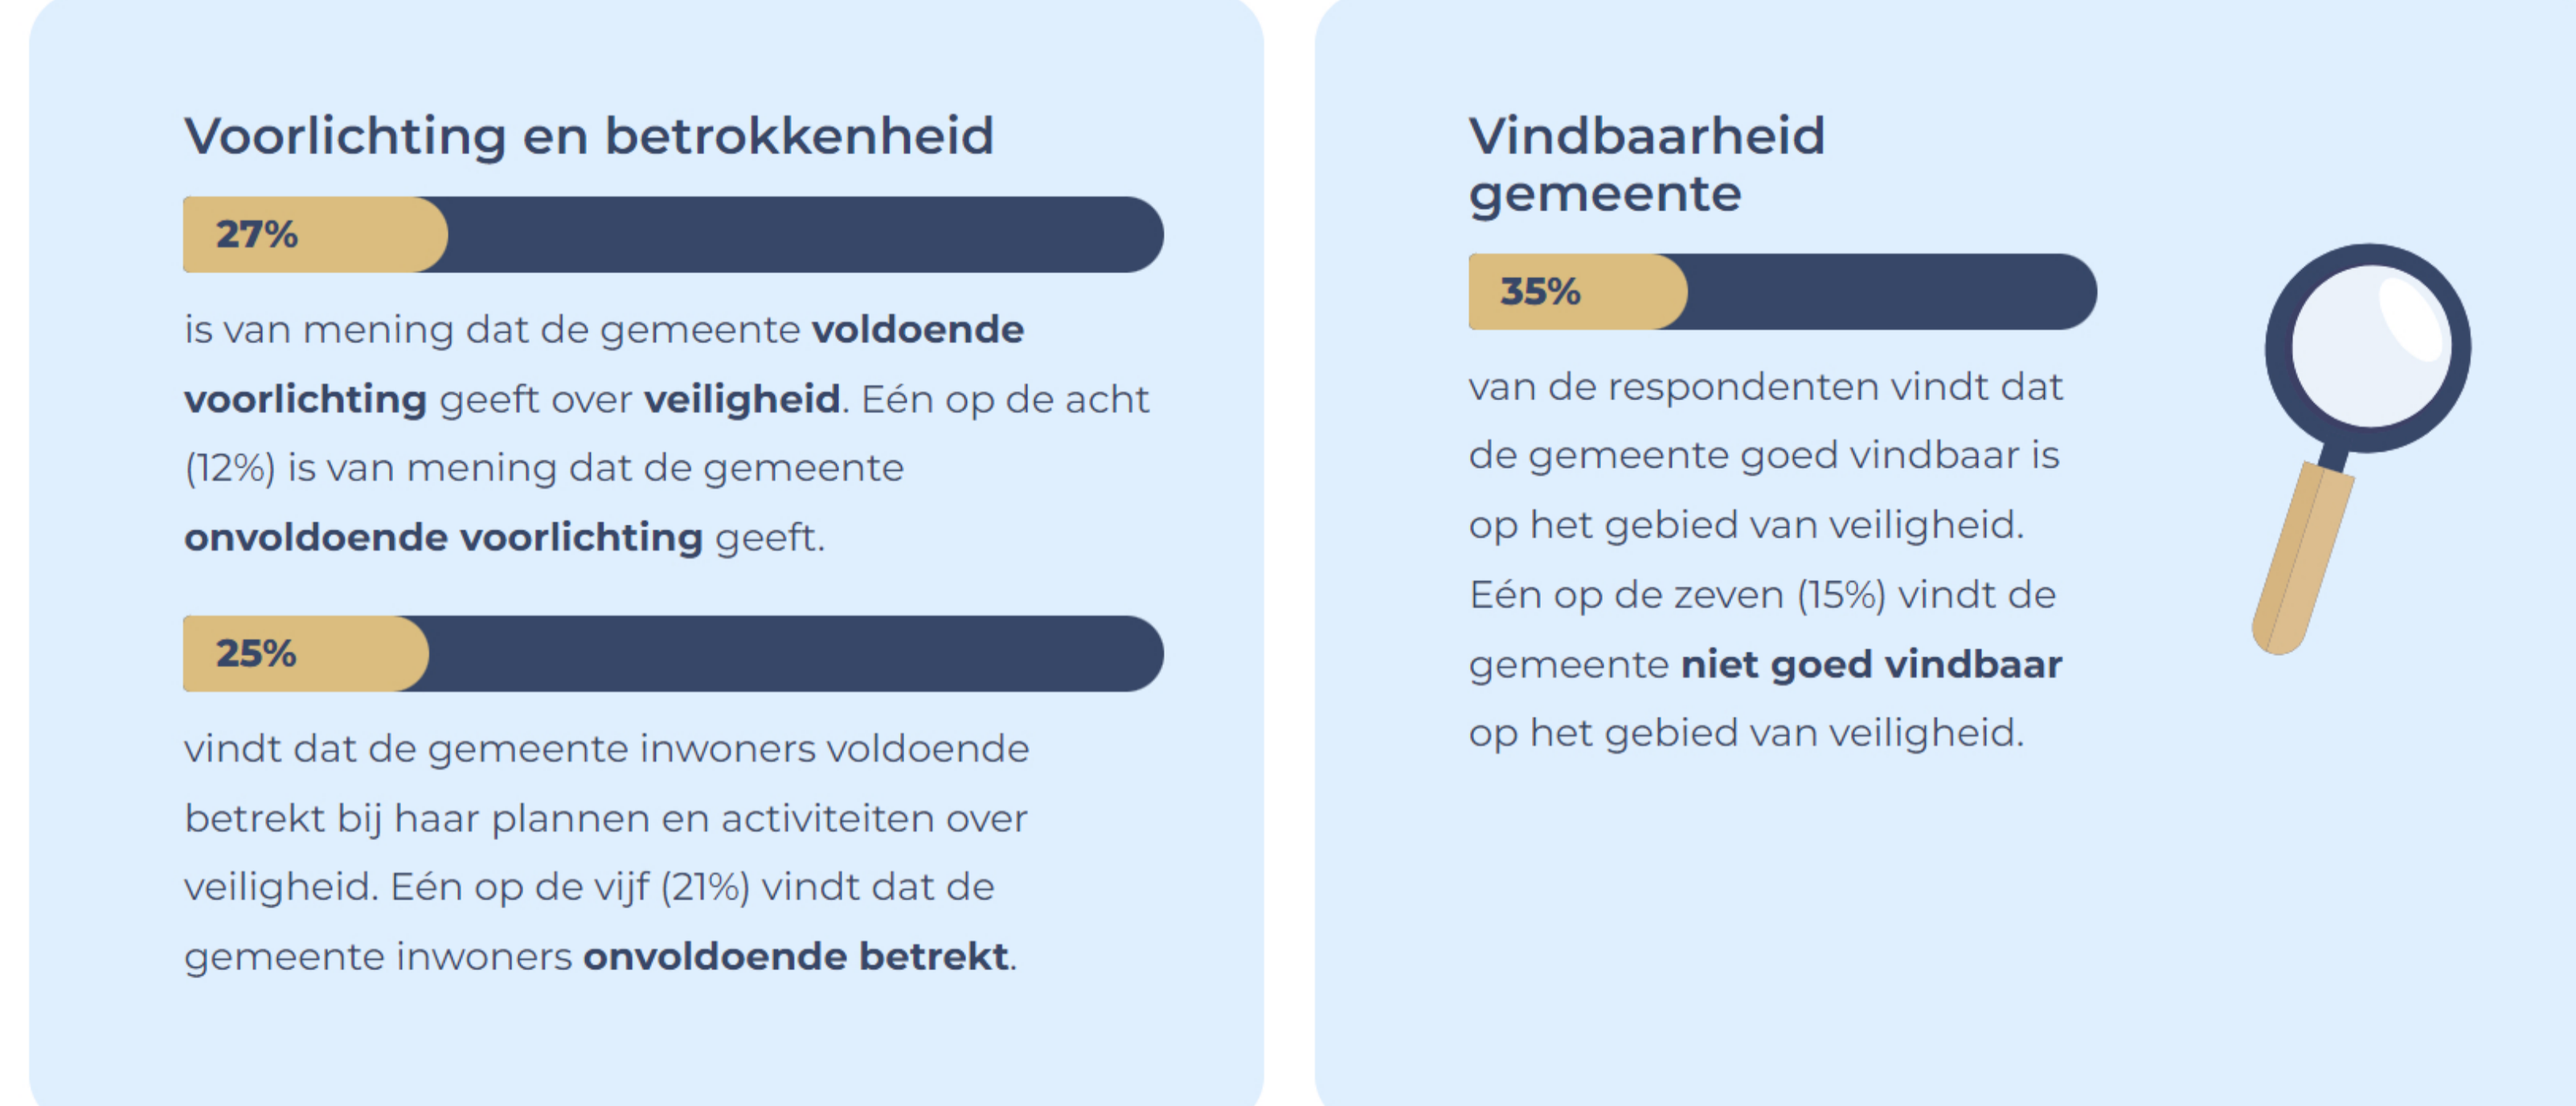 Voorlichting en betrokkenheid
27%
is van mening dat de gemeente voldoende
voorlichting geeft over veiligheid. Eén op de acht
(12%) is van mening dat de gemeente
onvoldoende voorlichting geeft.
25%
vindt dat de gemeente inwoners voldoende
betrekt bij haar plannen en activiteiten over
veiligheid. Eén op de vijf (21%) vindt dat de
gemeente inwoners onvoldoende betrekt.
Vindbaarheid
gemeente
35%
van de respondenten vindt dat
de gemeente goed vindbaar is
op het gebied van veiligheid.
Eén op de zeven (15%) vindt de
gemeente niet goed vindbaar
op het gebied van veiligheid.